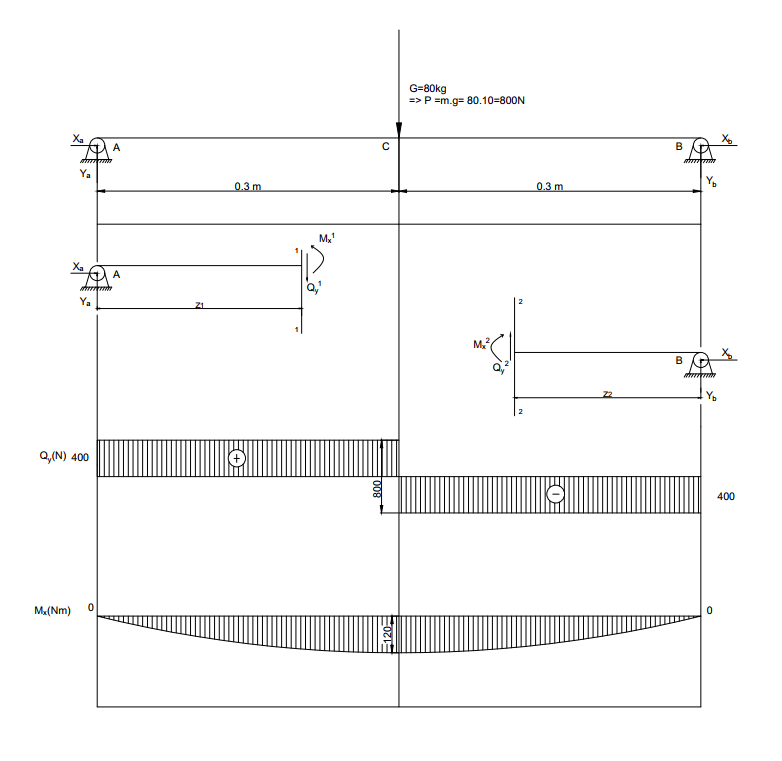 G=80kg
=> P =m.g= 80.10=800N
Xa
A
C
B
Xb
Ya
Yb
0.3 m
0.3 m
1
Mx1
Xa
A
Qy1
Ya
z1
1
2
Mx2
Qy2
B
Xb
z2
Yb
2
Qy(N) 400
+
800
−
400
Mx(Nm) 0
120
0